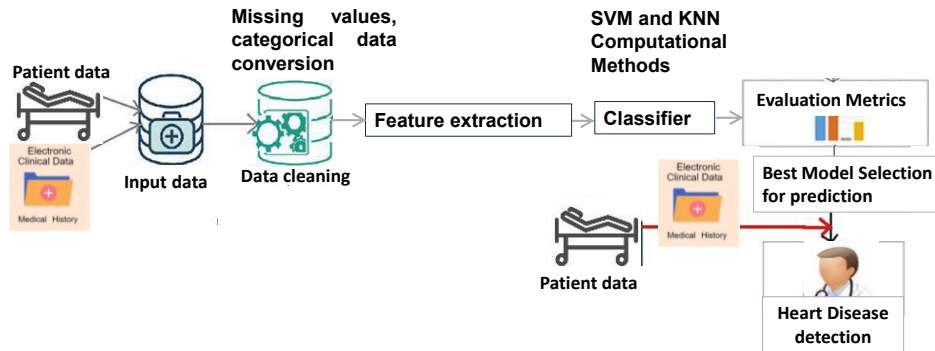 Missing values,
categorical data
conversion
SVM and KNN
Computational
Methods
Patient data
Electronic
Clinical Data
Medical History
Input data
Data cleaning
Feature extraction
Classifier
Evaluation Metrics
Best Model Selection
for prediction
Electronic
Clinical Data
Medical History
Patient data
Heart Disease
detection